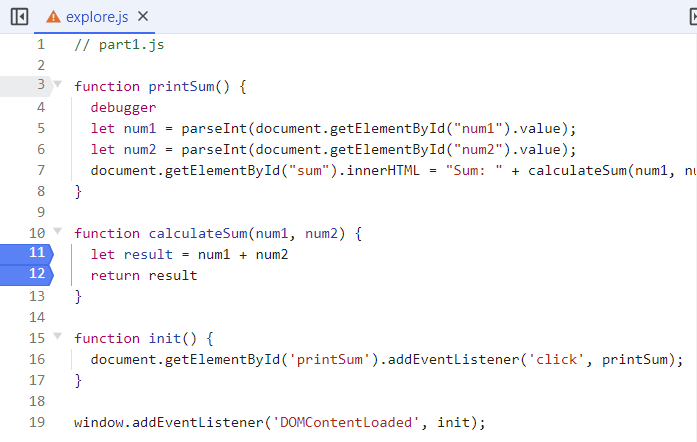 explore.js
1 // part1.js
2
3 function printSum() {
4   debugger
5   let num1 = parseInt(document.getElementById("num1").value);
6   let num2 = parseInt(document.getElementById("num2").value);
7   document.getElementById("sum").innerHTML = "Sum: " + calculateSum(num1, nu
8 }
9
10 function calculateSum(num1, num2) {
11   let result = num1 + num2
12   return result
13 }
14
15 function init() {
16   document.getElementById('printSum').addEventListener('click', printSum);
17 }
18
19 window.addEventListener('DOMContentLoaded', init);